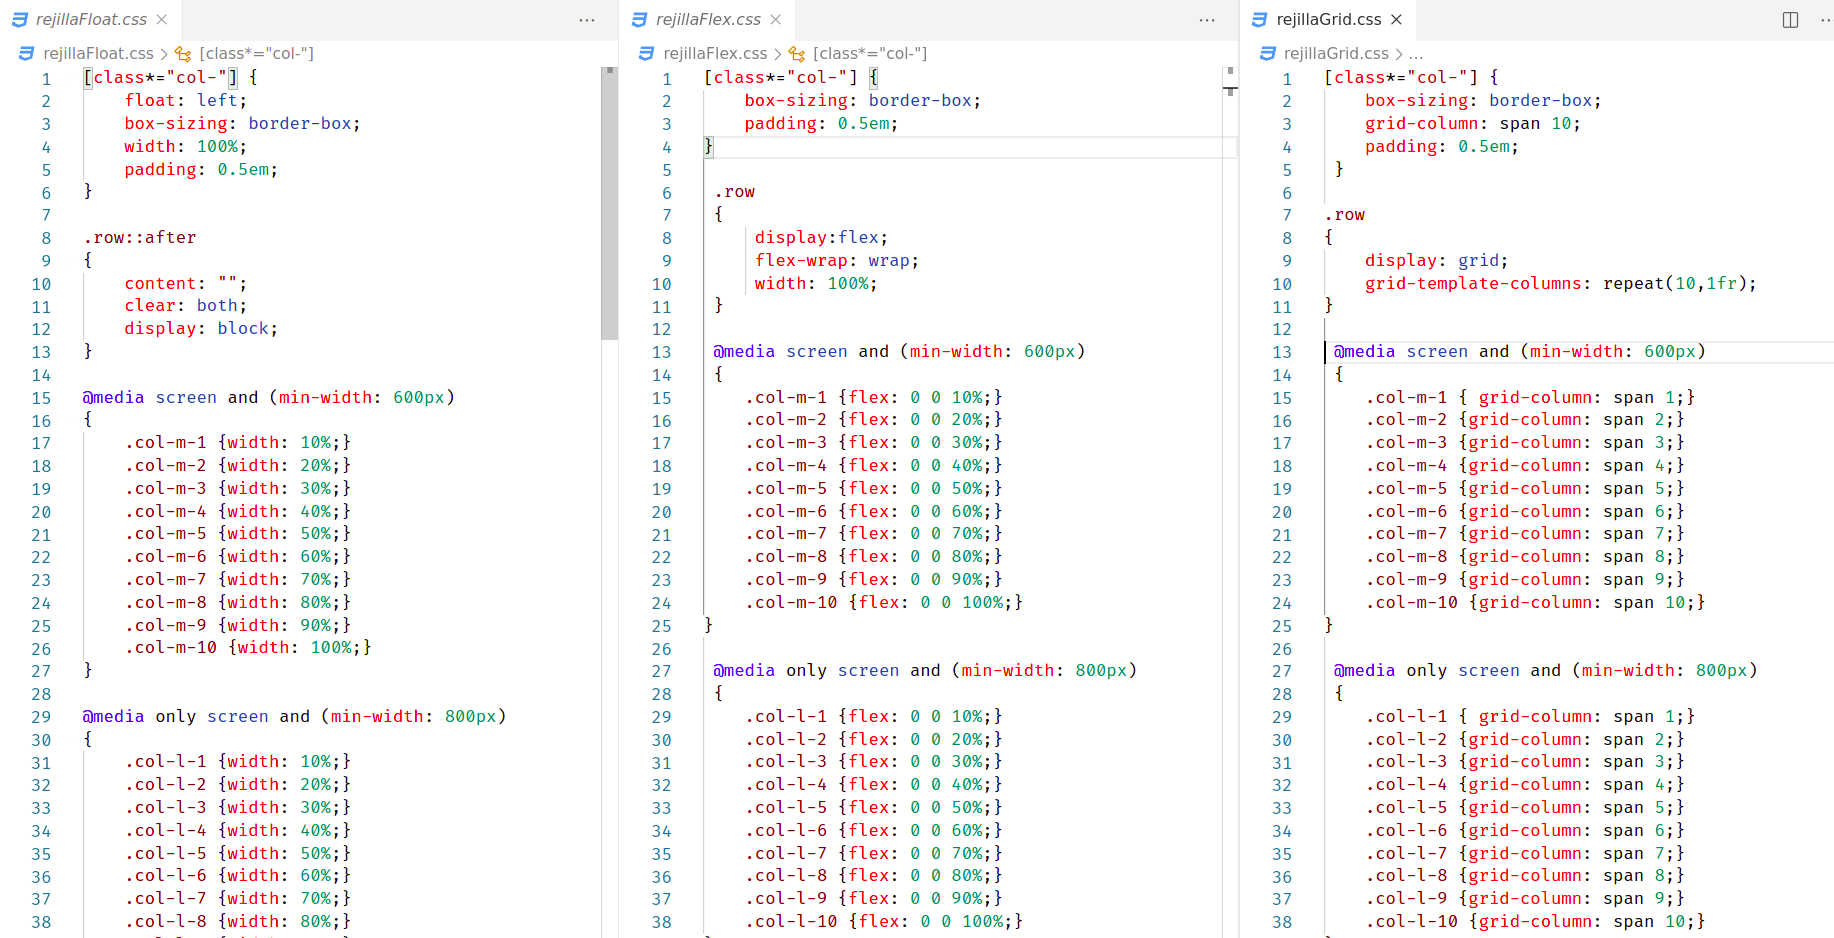 rejillaFloat.css
rejillaFloat.css > [class*="col-"]
1 [class*="col-"] {
2 float: left;
3 box-sizing: border-box;
4 width: 100%;
5 padding: 0.5em;
6 }
7
8 .row::after
9 {
10 content: "";
11 clear: both;
12 display: block;
13 }
14
15 @media screen and (min-width: 600px)
16 {
17 .col-m-1 {width: 10%;}
18 .col-m-2 {width: 20%;}
19 .col-m-3 {width: 30%;}
20 .col-m-4 {width: 40%;}
21 .col-m-5 {width: 50%;}
22 .col-m-6 {width: 60%;}
23 .col-m-7 {width: 70%;}
24 .col-m-8 {width: 80%;}
25 .col-m-9 {width: 90%;}
26 .col-m-10 {width: 100%;}
27 }
28
29 @media only screen and (min-width: 800px)
30 {
31 .col-l-1 {width: 10%;}
32 .col-l-2 {width: 20%;}
33 .col-l-3 {width: 30%;}
34 .col-l-4 {width: 40%;}
35 .col-l-5 {width: 50%;}
36 .col-l-6 {width: 60%;}
37 .col-l-7 {width: 70%;}
38 .col-l-8 {width: 80%;}
rejillaFlex.css
rejillaFlex.css > [class*="col-"]
1 [class*="col-"] {
2 box-sizing: border-box;
3 padding: 0.5em;
4 }
5
6 .row
7 {
8 display:flex;
9 flex-wrap: wrap;
10 width: 100%;
11 }
12
13 @media screen and (min-width: 600px)
14 {
15 .col-m-1 {flex: 0 0 10%;}
16 .col-m-2 {flex: 0 0 20%;}
17 .col-m-3 {flex: 0 0 30%;}
18 .col-m-4 {flex: 0 0 40%;}
19 .col-m-5 {flex: 0 0 50%;}
20 .col-m-6 {flex: 0 0 60%;}
21 .col-m-7 {flex: 0 0 70%;}
22 .col-m-8 {flex: 0 0 80%;}
23 .col-m-9 {flex: 0 0 90%;}
24 .col-m-10 {flex: 0 0 100%;}
25 }
26
27 @media only screen and (min-width: 800px)
28 {
29 .col-l-1 {flex: 0 0 10%;}
30 .col-l-2 {flex: 0 0 20%;}
31 .col-l-3 {flex: 0 0 30%;}
32 .col-l-4 {flex: 0 0 40%;}
33 .col-l-5 {flex: 0 0 50%;}
34 .col-l-6 {flex: 0 0 60%;}
35 .col-l-7 {flex: 0 0 70%;}
36 .col-l-8 {flex: 0 0 80%;}
37 .col-l-9 {flex: 0 0 90%;}
38 .col-l-10 {flex: 0 0 100%;}
rejillaGrid.css
rejillaGrid.css > ...
1 [class*="col-"] {
2 box-sizing: border-box;
3 grid-column: span 10;
4 padding: 0.5em;
5 }
6
7 .row
8 {
9 display: grid;
10 grid-template-columns: repeat(10,1fr);
11 }
12
13 @media screen and (min-width: 600px)
14 {
15 .col-m-1 { grid-column: span 1;}
16 .col-m-2 {grid-column: span 2;}
17 .col-m-3 {grid-column: span 3;}
18 .col-m-4 {grid-column: span 4;}
19 .col-m-5 {grid-column: span 5;}
20 .col-m-6 {grid-column: span 6;}
21 .col-m-7 {grid-column: span 7;}
22 .col-m-8 {grid-column: span 8;}
23 .col-m-9 {grid-column: span 9;}
24 .col-m-10 {grid-column: span 10;}
25 }
26
27 @media only screen and (min-width: 800px)
28 {
29 .col-l-1 { grid-column: span 1;}
30 .col-l-2 {grid-column: span 2;}
31 .col-l-3 {grid-column: span 3;}
32 .col-l-4 {grid-column: span 4;}
33 .col-l-5 {grid-column: span 5;}
34 .col-l-6 {grid-column: span 6;}
35 .col-l-7 {grid-column: span 7;}
36 .col-l-8 {grid-column: span 8;}
37 .col-l-9 {grid-column: span 9;}
38 .col-l-10 {grid-column: span 10;}